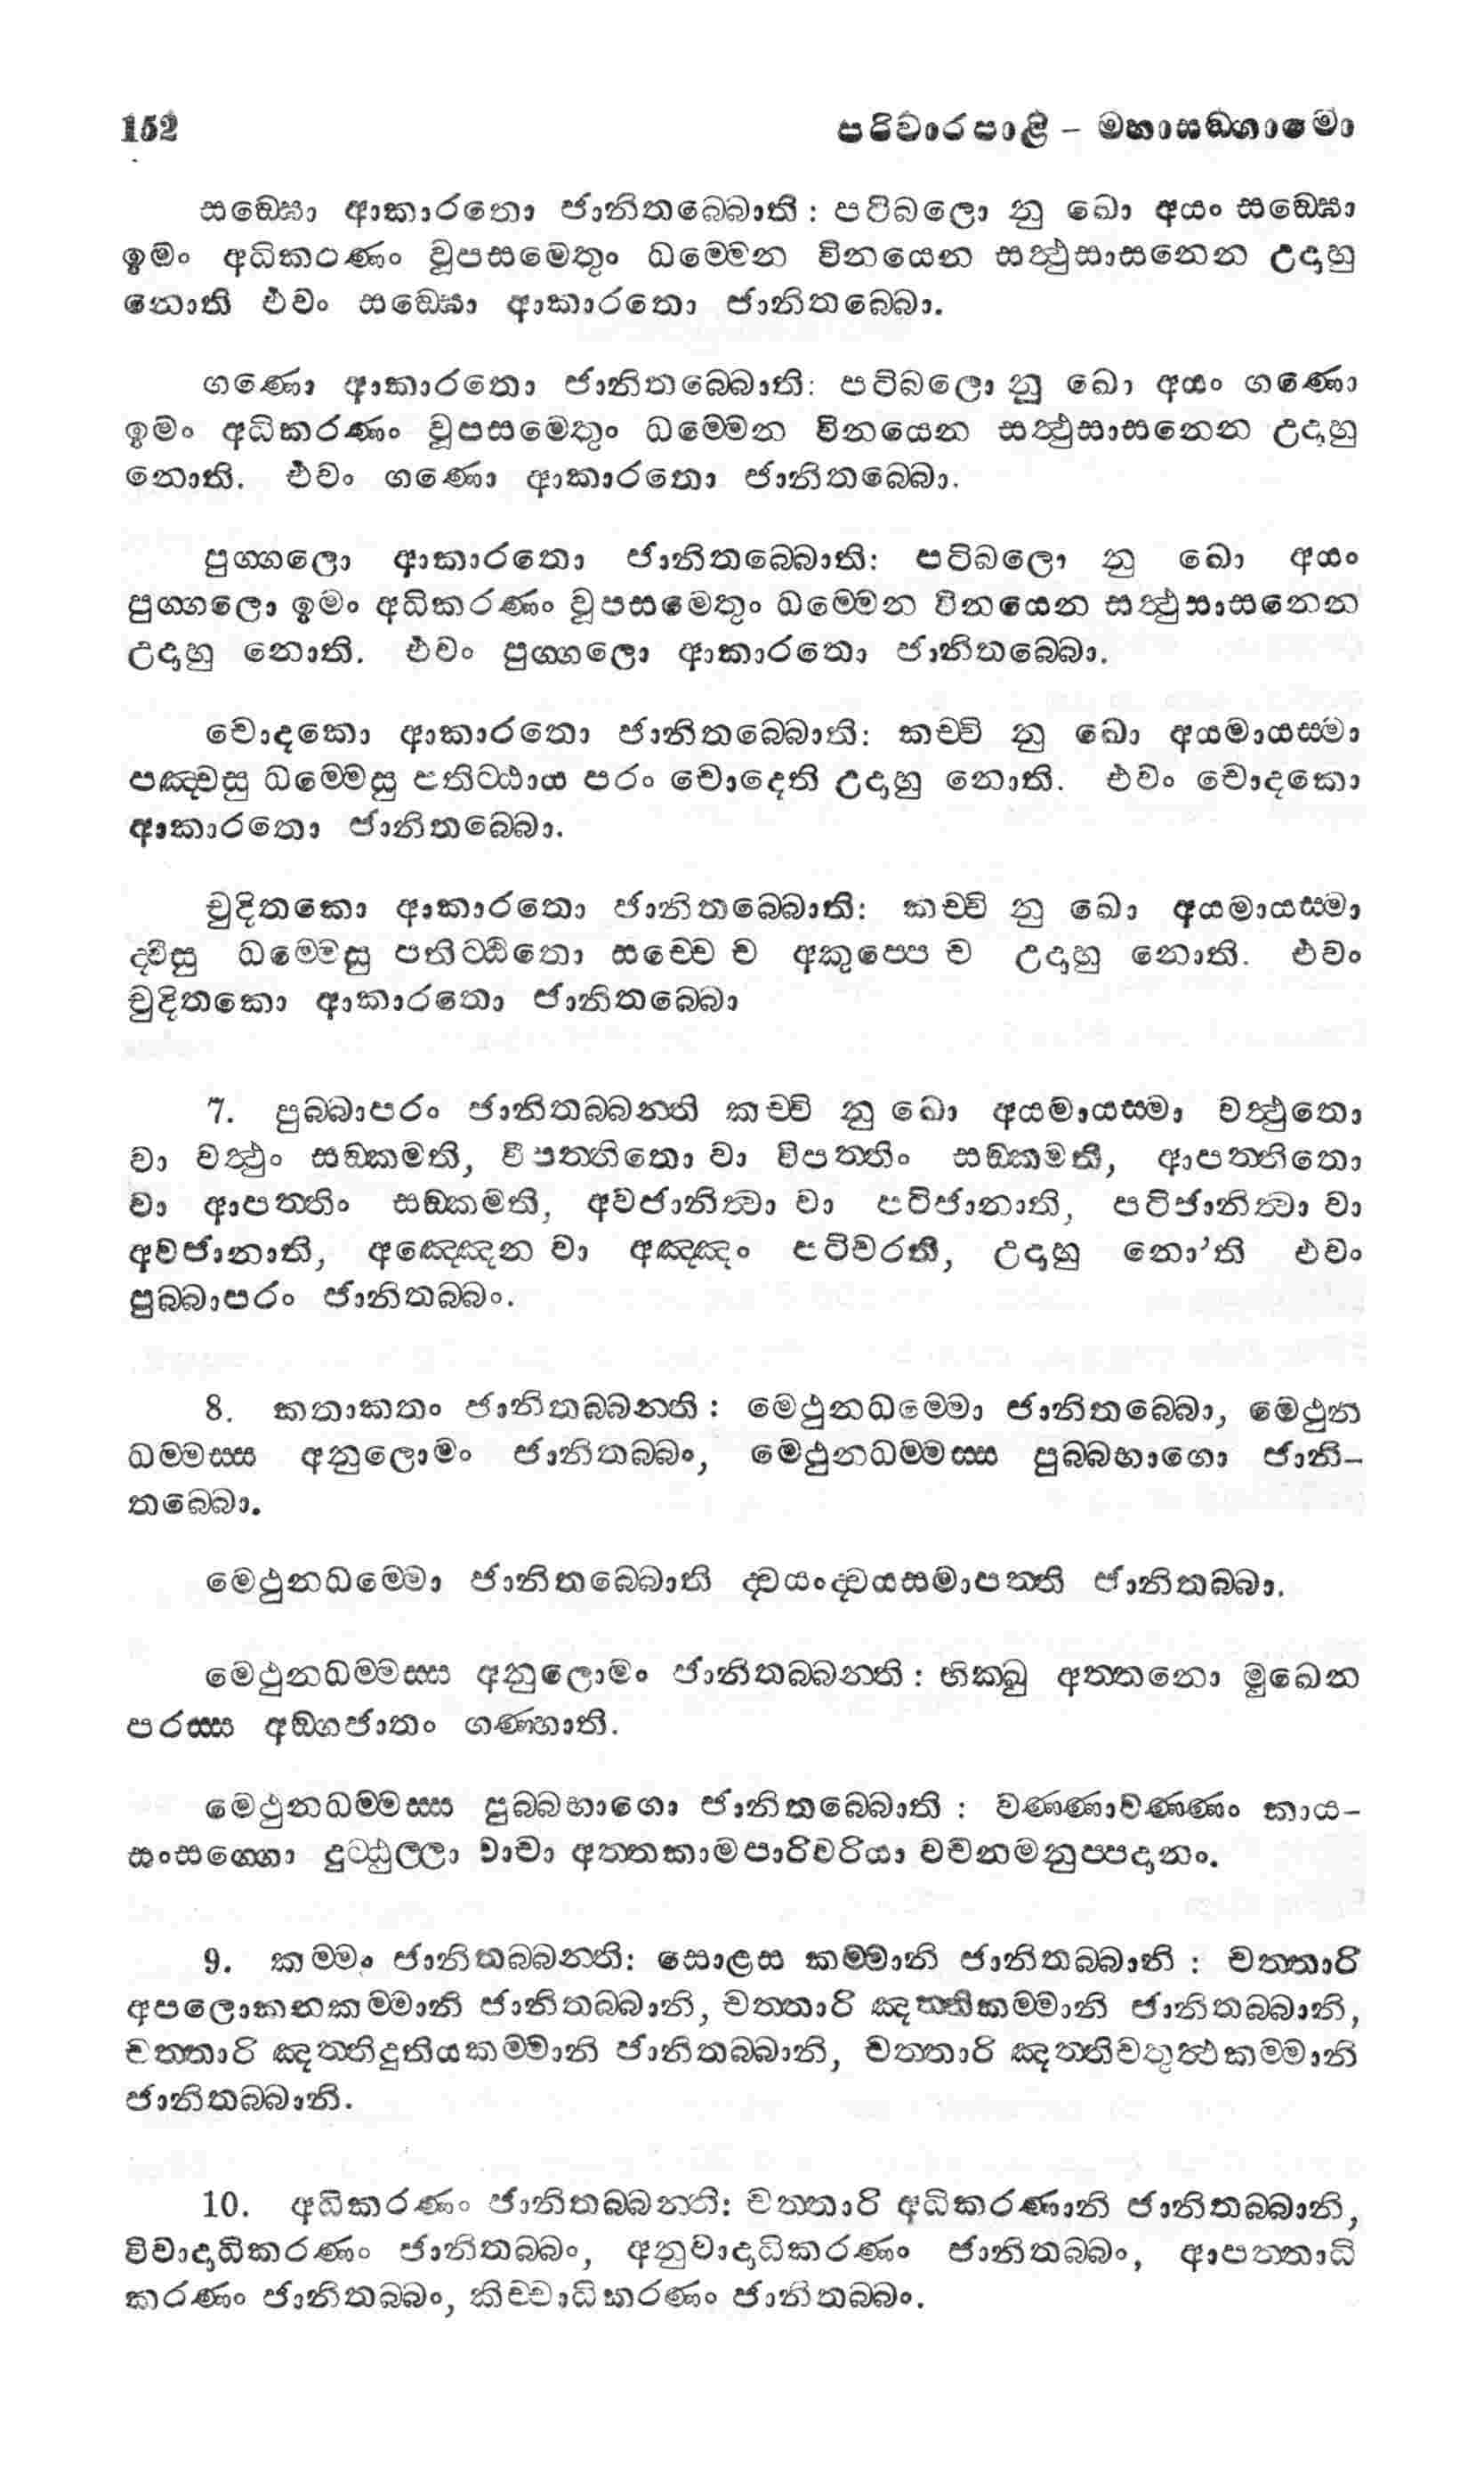 152 පරිවාරපාළි – මහාසඞ්ගාමො
සඞ්ඝො ආකාරතො ජානිතබ්බොති : පටිබලො නු ඛො අයං සඞ්ඝො
ඉමං අධිකරණං වූපසමෙතුං ධම්මෙන විනයෙන සත්ථුසාසනෙන උදාහු
නොති එවං සඞ්ඝො ආකාරතො ජානිතබ්බො.
ගණො ආකාරතො ජානිතබ්බොති: පටිබලො නු ඛො අයං ගණො
ඉමං අධිකරණං වූපසමෙතුං ධම්මෙන විනයෙන සත්ථුසාසනෙන උදාහු
නොති. එවං ගණො ආකාරතො ජානිතබ්බො.
පුග්ගලො ආකාරතො ජානිතබ්බොති: පටිබලො නු ඛො අයං
පුග්ගලො ඉමං අධිකරණං වූපසමෙතුං ධම්මෙන විනයෙන සත්ථුසාසනෙන
උදාහු නොති. එවං පුග්ගලො ආකාරතො ජානිතබ්බො.
චොදකො ආකාරතො ජානිතබ්බොති: කච්චි නු ඛො අයමායස්මා
පඤ්චසු ධම්මෙසු පතිට්ඨාය පරං චොදෙති උදාහු නොති. එවං චොදකො
ආකාරතො ජානිතබ්බො.
චුදිතකො ආකාරතො ජානිතබ්බොති: කච්චි නු ඛො අයමායස්මා
ද්වීසු ධම්මෙසු පතිට්ඨිතො සච්චෙ ච අකුප්පෙ ච උදාහු නොති. එවං
චුදිතකො ආකාරතො ජානිතබ්බො
7. පුබ්බාපරං ජානිතබ්බන්ති කච්චි නු ඛො අයමායස්මා වත්ථුතො
වා වත්ථුං සඞ්කමති, විපත්තිතො වා විපත්තිං සඞ්කමති, ආපත්තිතො
වා ආපත්තිං සඞ්කමති, අවජානිත්වා වා පටිජානාති, පටිජානිත්වා වා
අවජානාති, අඤ්ඤෙන වා අඤ්ඤං පටිචරති, උදාහු නො’ති එවං
පුබ්බාපරං ජානිතබ්බං.
8. කතාකතං ජානිතබ්බන්ති : මෙථුනධම්මො ජානිතබ්බො, මෙථුන
ධම්මස්ස අනුලොමං ජානිතබ්බං, මෙථුනධම්මස්ස පුබ්බභාගො ජානි–
තබ්බො.
මෙථුනධම්මො ජානිතබ්බොති ද්වයංද්වයසමාපත්ති ජානිතබ්බා.
මෙථුනධම්මස්ස අනුලොමං ජානිතබ්බන්ති : භික්ඛු අත්තනො මුඛෙන
පරස්ස අඞ්ගජාතං ගණ්හාති.
මෙථුනධම්මස්ස පුබ්බභාගො ජානිතබ්බොති : වණ්ණාවණ්ණං කාය–
සංසග්ගො දුට්ඨුල්ලා වාචා අත්තකාමපාරිචරියා වචනමනුප්පදානං.
9. කම්මං ජානිතබ්බන්ති: සොළස කම්මානි ජානිතබ්බානි : චත්තාරි
අපලොකනකම්මානි ජානිතබ්බානි, චත්තාරි ඤත්තිකම්මානි ජානිතබ්බානි,
චත්තාරි ඤත්තිදුතියකම්මානි ජානිතබ්බානි, චත්තාරි ඤත්තිචතුත්ථකම්මානි
ජානිතබ්බානි.
10. අධිකරණං ජානිතබ්බන්ති: චත්තාරි අධිකරණානි ජානිතබ්බානි,
විවාදාධිකරණං ජානිතබ්බං, අනුවාදාධිකරණං ජානිතබ්බං, ආපත්තාධි
කරණං ජානිතබ්බං, කිච්චාධිකරණං ජානිතබ්බං.